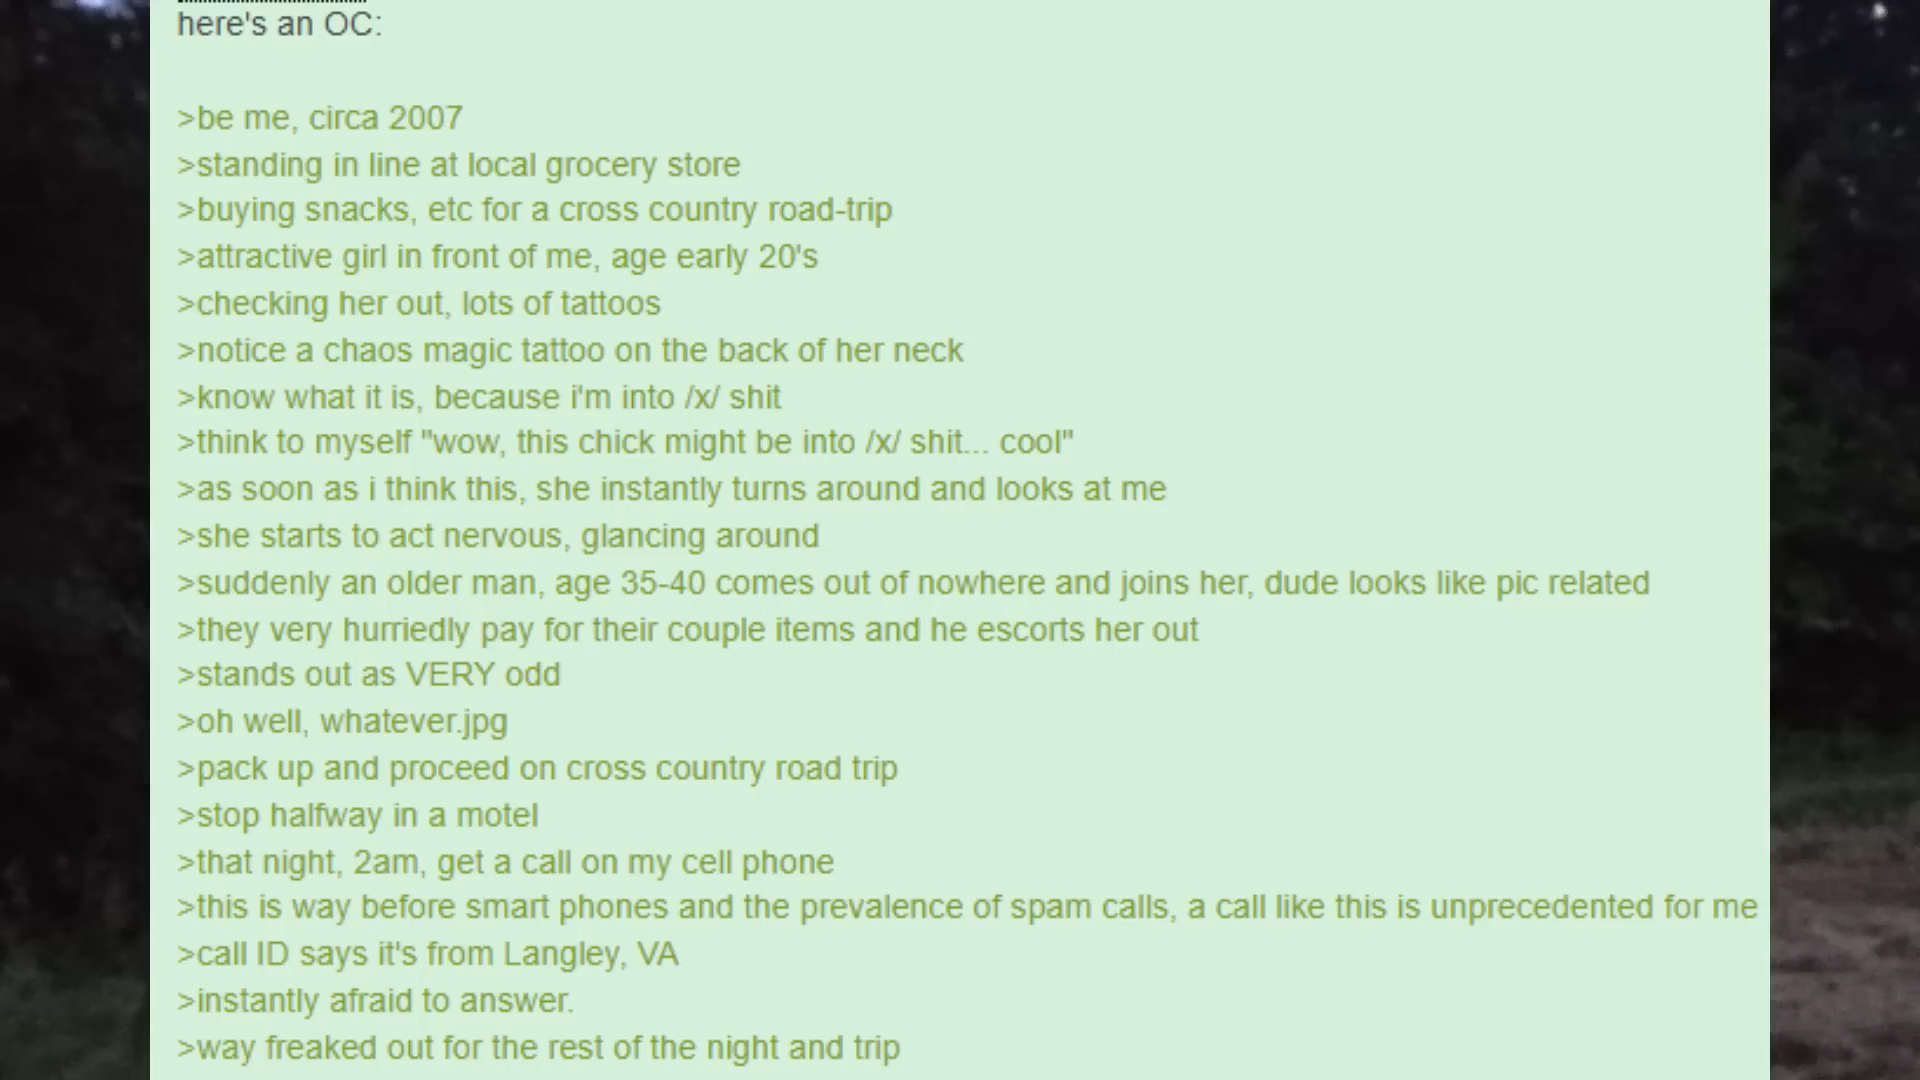 here's an OC:
>be me, circa 2007
>standing in line at local grocery store
>buying snacks, etc for a cross country road-trip
>attractive girl in front of me, age early 20's
>checking her out, lots of tattoos
>notice a chaos magic tattoo on the back of her neck
>know what it is, because i'm into /x/ shit
>think to myself "wow, this chick might be into /x/ shit... cool"
>as soon as i think this, she instantly turns around and looks at me
>she starts to act nervous, glancing around
>suddenly an older man, age 35-40 comes out of nowhere and joins her, dude looks like pic related
>they very hurriedly pay for their couple items and he escorts her out
>stands out as VERY odd
>oh well, whatever.jpg
>pack up and proceed on cross country road trip
>stop halfway in a motel
>that night, 2am, get a call on my cell phone
>this is way before smart phones and the prevalence of spam calls, a call like this is unprecedented for me
>call ID says it's from Langley, VA
>instantly afraid to answer.
>way freaked out for the rest of the night and trip